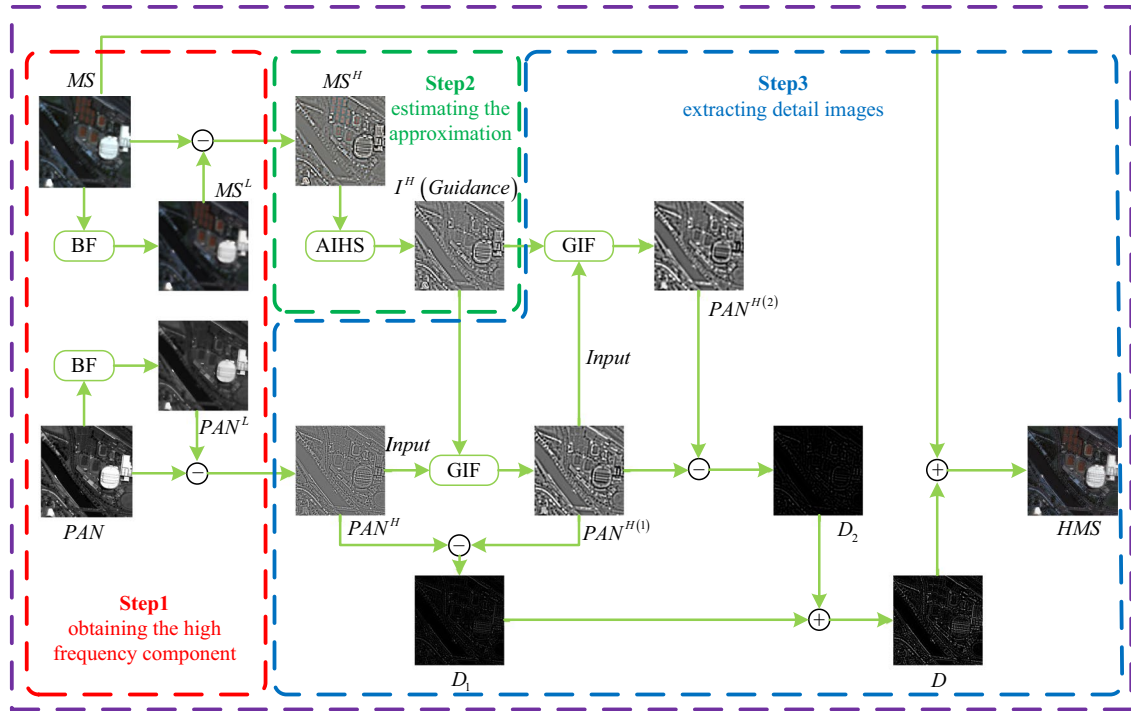 MS
BF
MS^L
BF
PAN^L
PAN
Step1
obtaining the high
frequency component
MS^H
Step2
estimating the
approximation
I^H (Guidance)
AIHS
Step3
extracting detail images
GIF
PAN^{H(2)}
Input
Input
GIF
PAN^H
PAN^{H(1)}
D_2
HMS
D_1
D